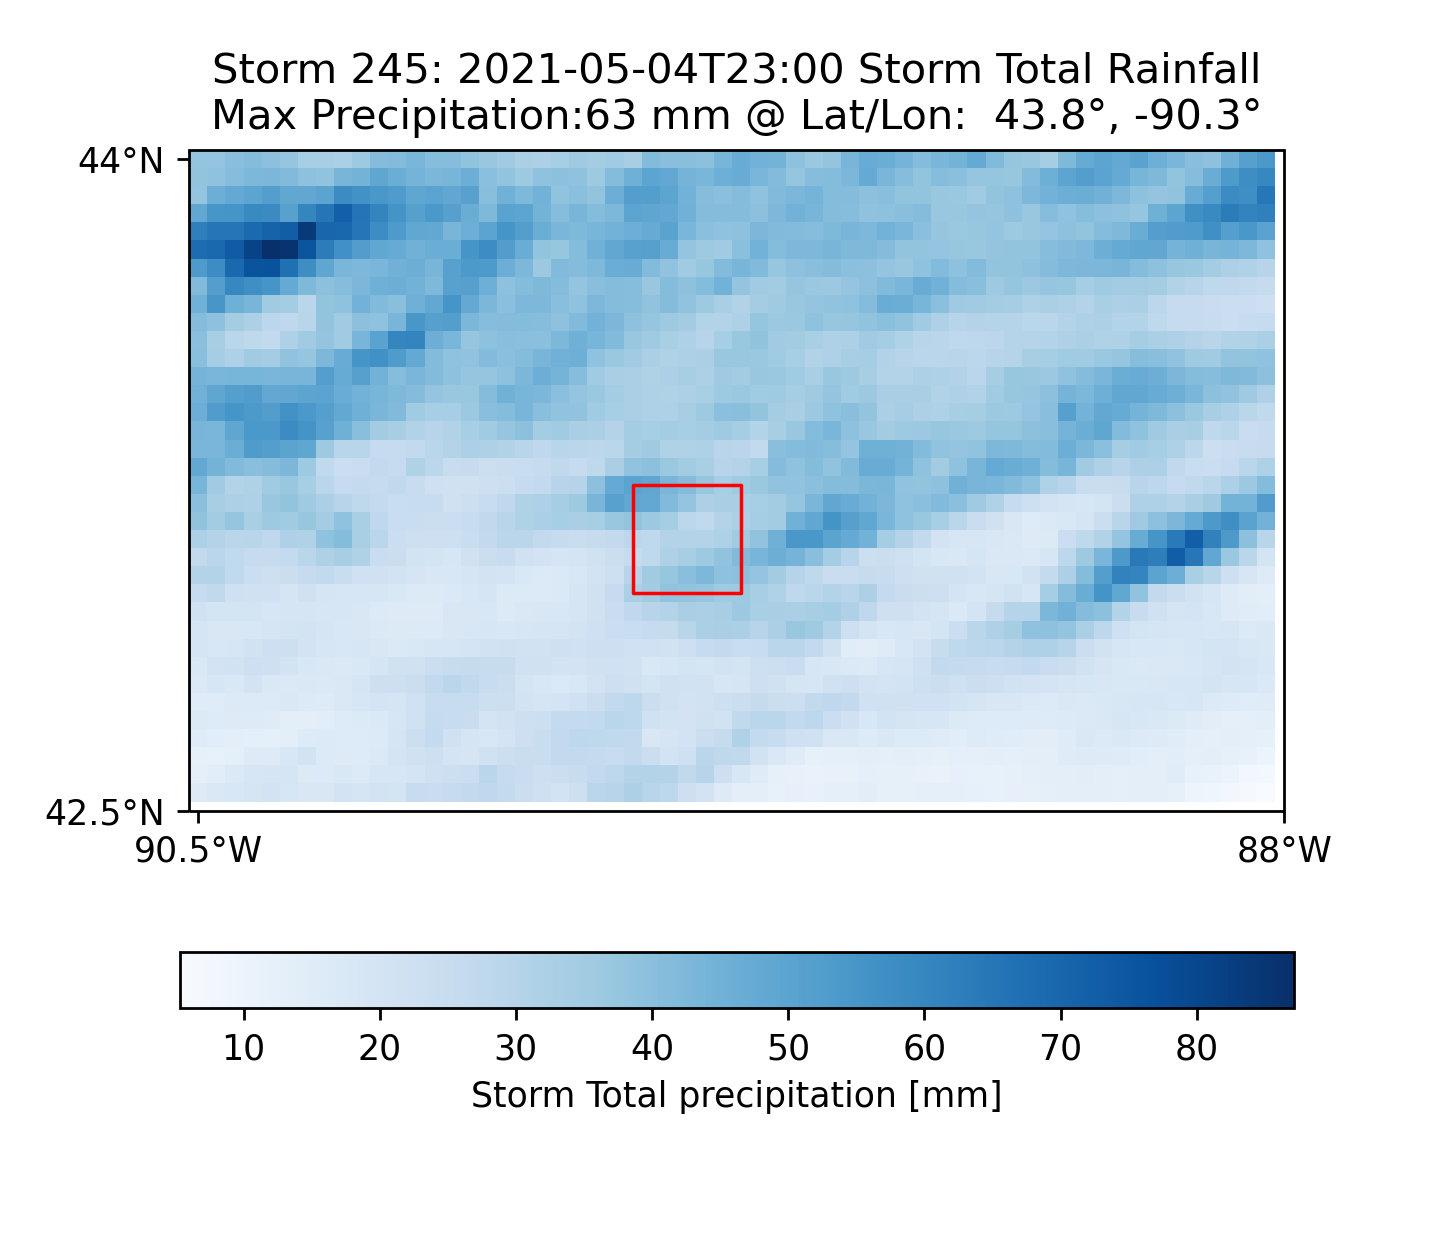 Storm 245: 2021-05-04T23:00 Storm Total Rainfall
Max Precipitation:63 mm @ Lat/Lon:  43.8°, -90.3°
44°N
42.5°N
90.5°W 88°W
10 20 30 40 50 60 70 80
Storm Total precipitation [mm]